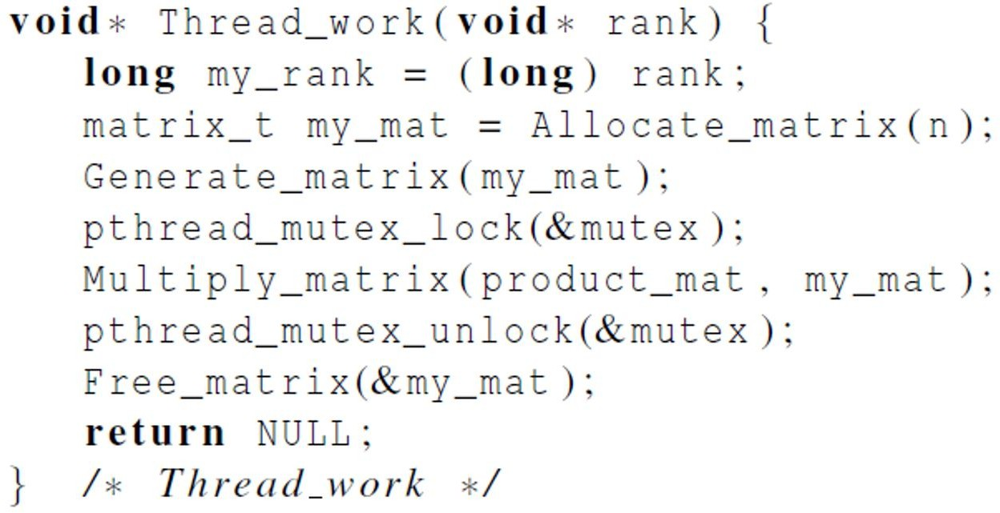 void* Thread_work(void* rank) {
long my_rank = (long) rank;
matrix_t my_mat = Allocate_matrix(n);
Generate_matrix(my_mat);
pthread_mutex_lock(&mutex);
Multiply_matrix(product_mat, my_mat);
pthread_mutex_unlock(&mutex);
Free_matrix(&my_mat);
return NULL;
} /* Thread_work */